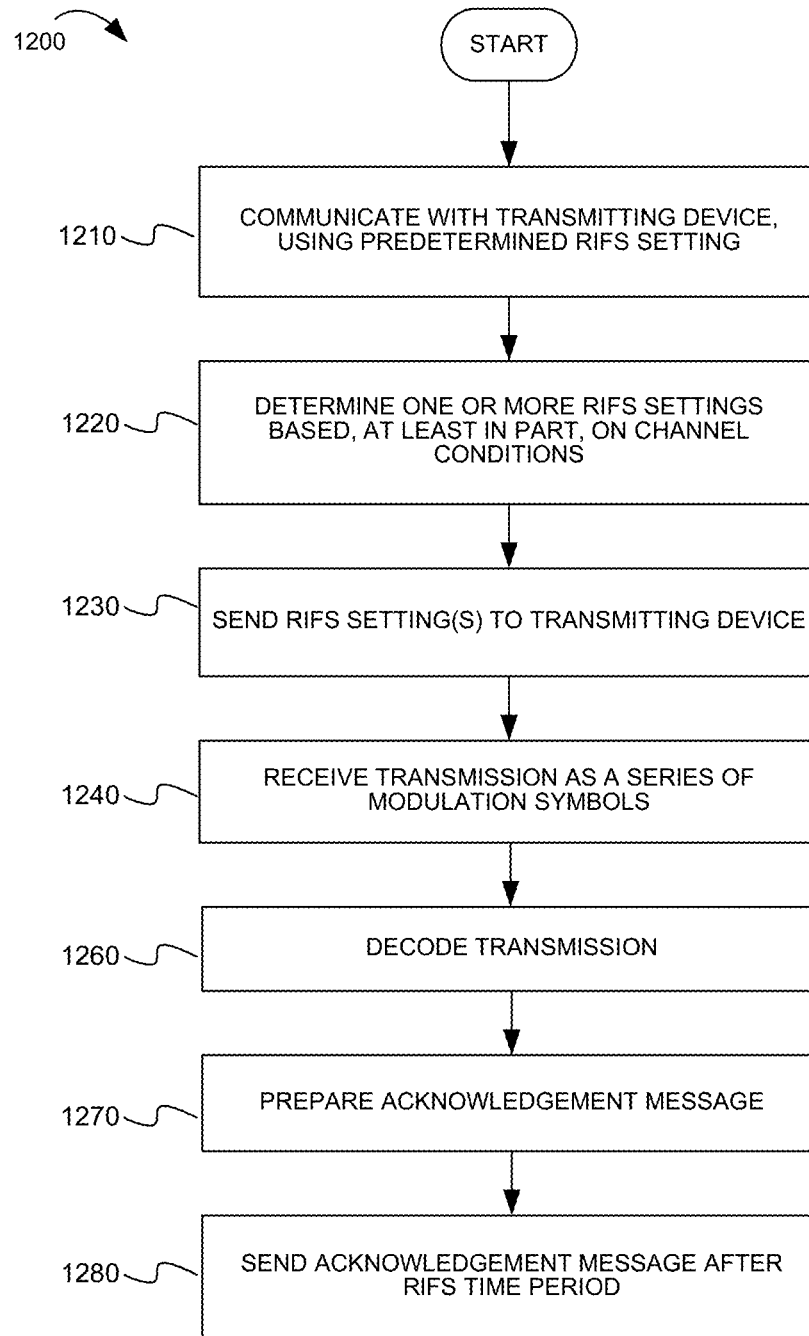 1200
START
1210
COMMUNICATE WITH TRANSMITTING DEVICE,
USING PREDETERMINED RIFS SETTING
1220
DETERMINE ONE OR MORE RIFS SETTINGS
BASED, AT LEAST IN PART, ON CHANNEL
CONDITIONS
1230
SEND RIFS SETTING(S) TO TRANSMITTING DEVICE
1240
RECEIVE TRANSMISSION AS A SERIES OF
MODULATION SYMBOLS
1260
DECODE TRANSMISSION
1270
PREPARE ACKNOWLEDGEMENT MESSAGE
1280
SEND ACKNOWLEDGEMENT MESSAGE AFTER
RIFS TIME PERIOD